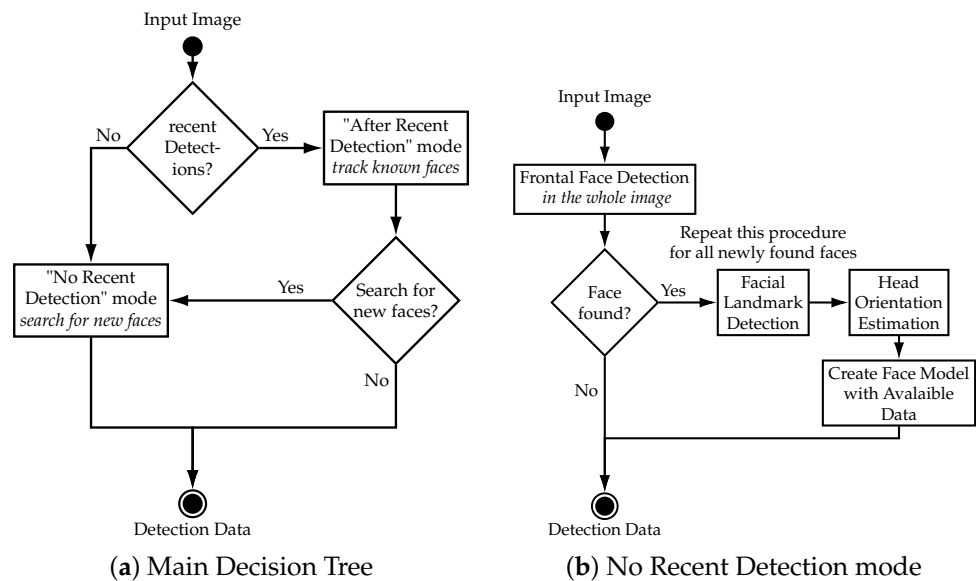 Input Image
recent
Detect-
ions?
No
Yes
"After Recent
Detection" mode
track known faces
"No Recent
Detection" mode
search for new faces
Yes
Search for
new faces?
No
Detection Data
(a) Main Decision Tree
Input Image
Frontal Face Detection
in the whole image
Repeat this procedure
for all newly found faces
Face
found?
Yes
Facial
Landmark
Detection
Head
Orientation
Estimation
No
Create Face Model
with Avalaible
Data
Detection Data
(b) No Recent Detection mode